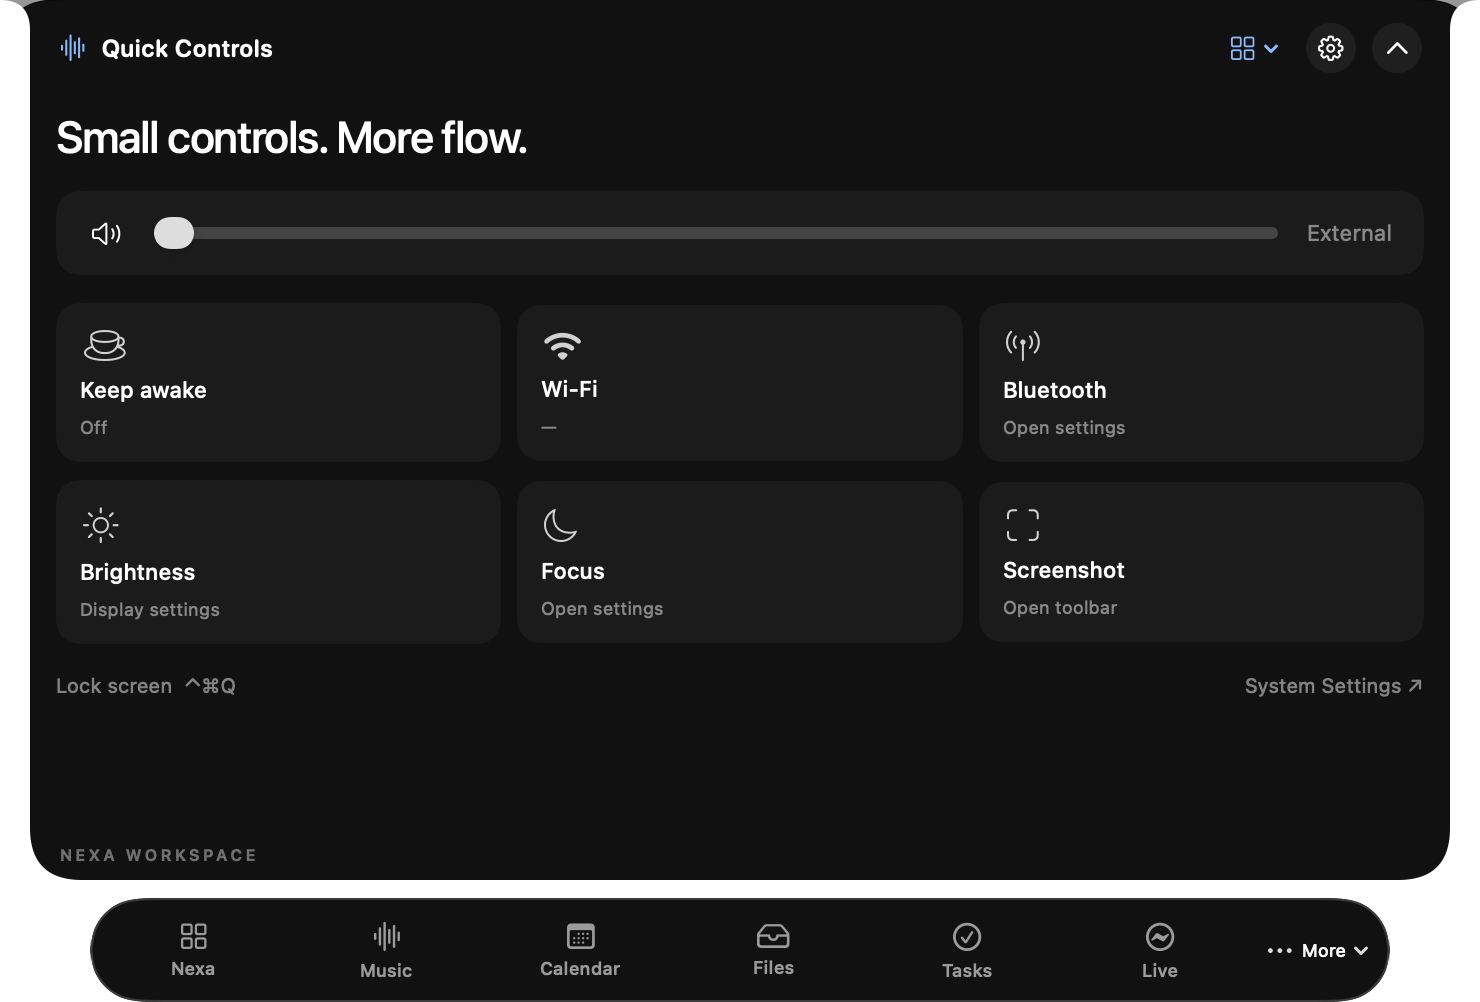 Quick Controls
Small controls. More flow.
External
Keep awake
Off
Wi-Fi
—
Bluetooth
Open settings
Brightness
Display settings
Focus
Open settings
Screenshot
Open toolbar
Lock screen ^⌘Q
System Settings ↗
NEXA WORKSPACE
Nexa
Music
Calendar
Files
Tasks
Live
••• More